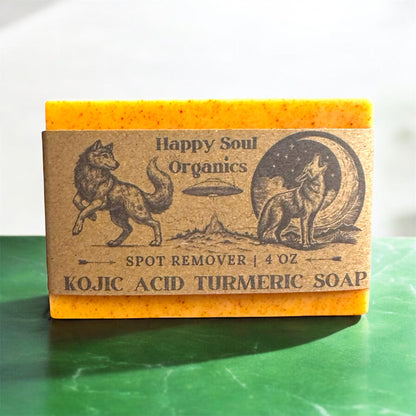 Happy Soul
Organics
SPOT REMOVER | 4 OZ
KOJIC ACID TURMERIC SOAP